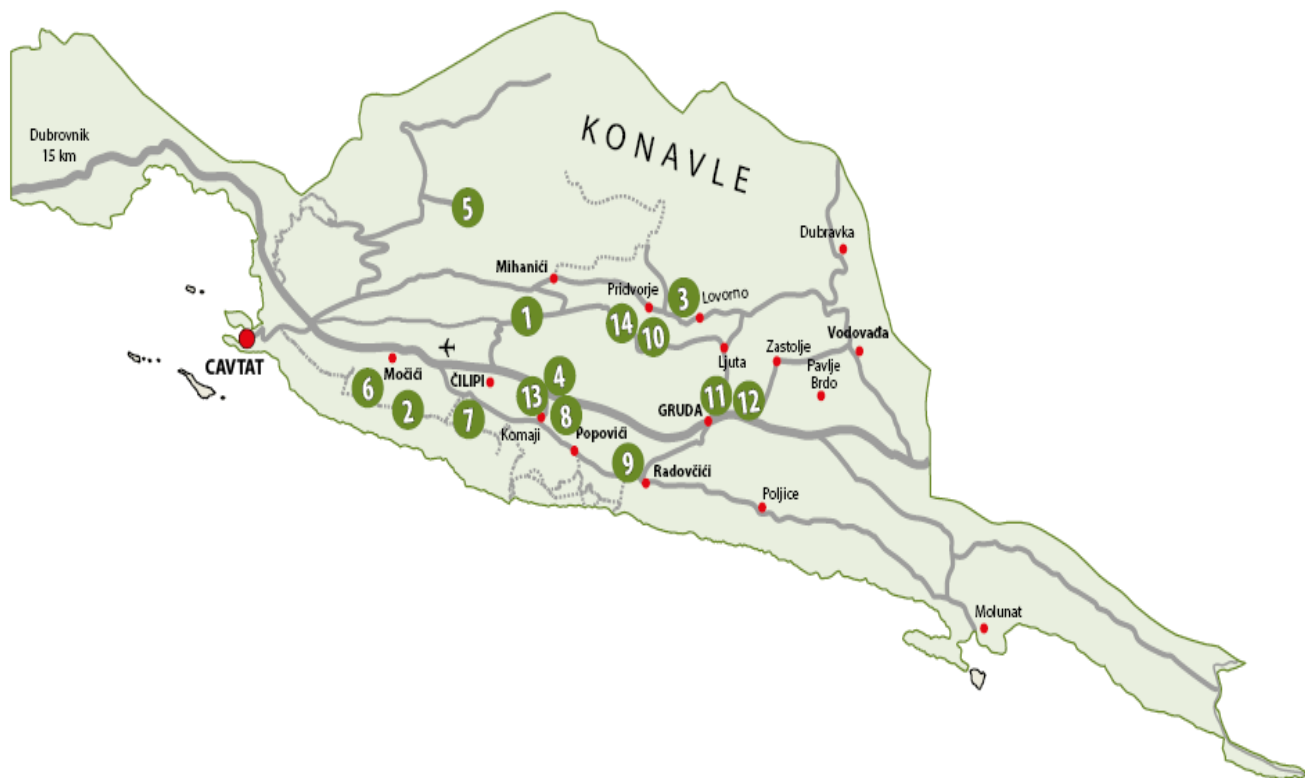 KONAVLE
Dubrovnik
15 km
5
Dubravka
Mihanići
Pridvorje
3
Lovorno
1
14
10
CAVTAT
Močići
ČILIPI
Ljuta
Zastolje
Vodovađa
Pavlje
Brdo
6
2
7
13
4
8
Komaji
Popovići
GRUDA
11
12
9
Radovčići
Poljice
Molunat